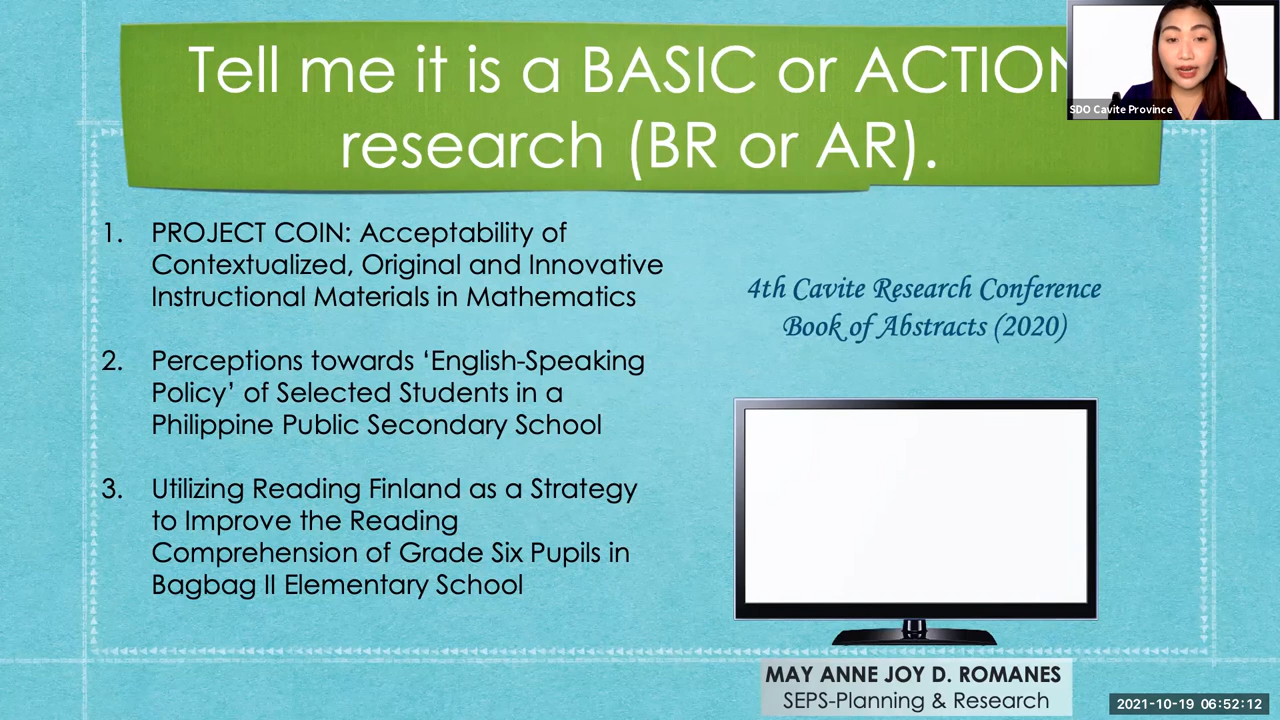 Tell me it is a BASIC or ACTION
research (BR or AR).
SDO Cavite Province
1. PROJECT COIN: Acceptability of
Contextualized, Original and Innovative
Instructional Materials in Mathematics
2. Perceptions towards ‘English-Speaking
Policy’ of Selected Students in a
Philippine Public Secondary School
3. Utilizing Reading Finland as a Strategy
to Improve the Reading
Comprehension of Grade Six Pupils in
Bagbag II Elementary School
4th Cavite Research Conference
Book of Abstracts (2020)
MAY ANNE JOY D. ROMANES
SEPS-Planning & Research
2021-10-19 06:52:12